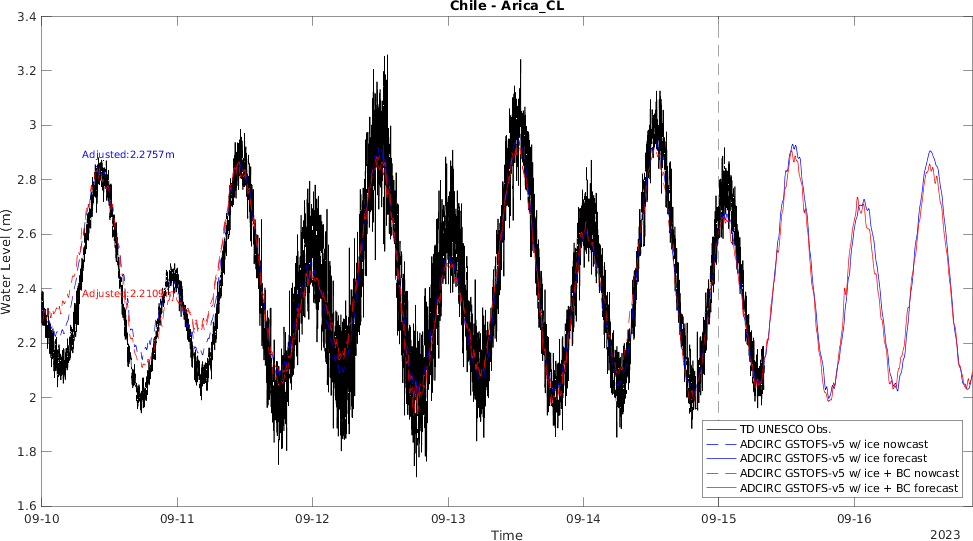 Chile - Arica_CL
Water Level (m)
3.4
3.2
3
2.8
2.6
2.4
2.2
2
1.8
1.6
Adjusted:2.2757m
Adjusted:2.2109m
TD UNESCO Obs.
ADCIRC GSTOFS-v5 w/ ice nowcast
ADCIRC GSTOFS-v5 w/ ice forecast
ADCIRC GSTOFS-v5 w/ ice + BC nowcast
ADCIRC GSTOFS-v5 w/ ice + BC forecast
09-10 09-11 09-12 09-13 09-14 09-15 09-16
Time
2023